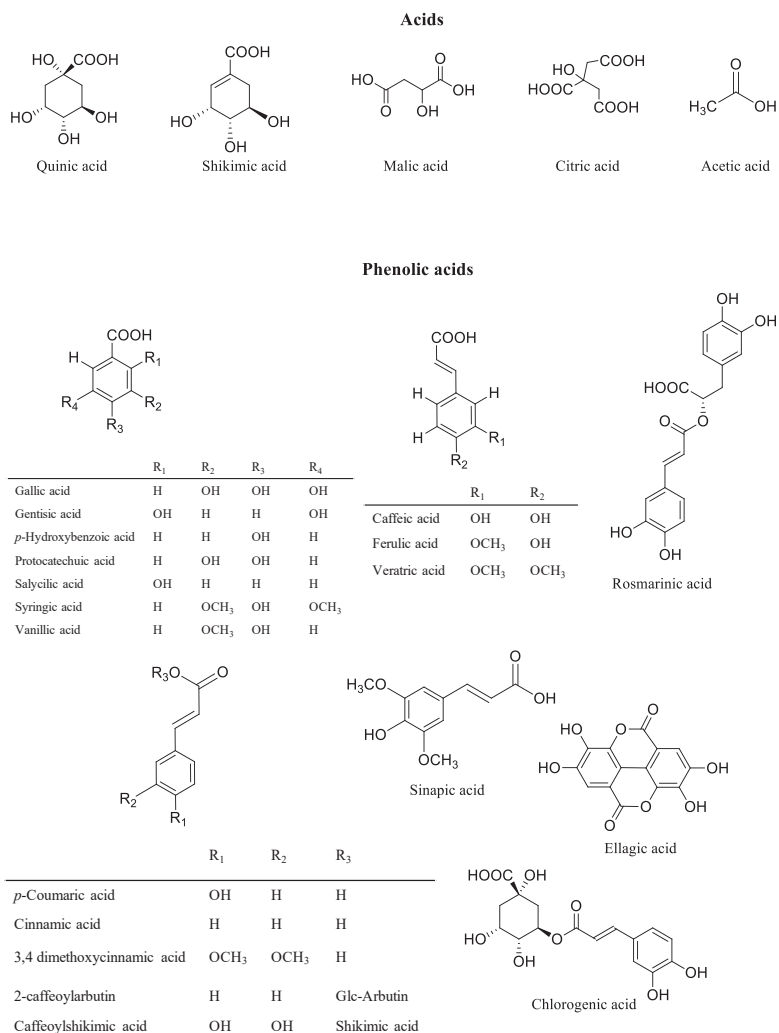 Acids
HO COOH
HO OH
OH
Quinic acid
COOH
HO OH
OH
Shikimic acid
HO O
O OH
OH
Malic acid
HO COOH
HOOC
COOH
Citric acid
O
H₃C OH
Acetic acid
Phenolic acids
COOH
H R₁
R₄ R₂
R₃
R₁ R₂ R₃ R₄
Gallic acid H OH OH OH
Gentisic acid OH H H OH
p-Hydroxybenzoic acid H H OH H
Protocatechuic acid H OH OH H
Salycilic acid OH H H H
Syringic acid H OCH₃ OH OCH₃
Vanillic acid H OCH₃ OH H
COOH
H H
H R₁
R₂
R₁ R₂
Caffeic acid OH OH
Ferulic acid OCH₃ OH
Veratric acid OCH₃ OCH₃
OH
OH
HOOC
O O
HO
OH
Rosmarinic acid
R₃O O
R₂
R₁
H₃CO O
OH
HO
OCH₃
Sinapic acid
O
HO O
HO OH
O OH
O
Ellagic acid
R₁ R₂ R₃
p-Coumaric acid OH H H
Cinnamic acid H H H
3,4 dimethoxycinnamic acid OCH₃ OCH₃ H
2-caffeoylarbutin H H Glc-Arbutin
Caffeoylshikimic acid OH OH Shikimic acid
HOOC OH
O
HO O
OH OH
OH
Chlorogenic acid